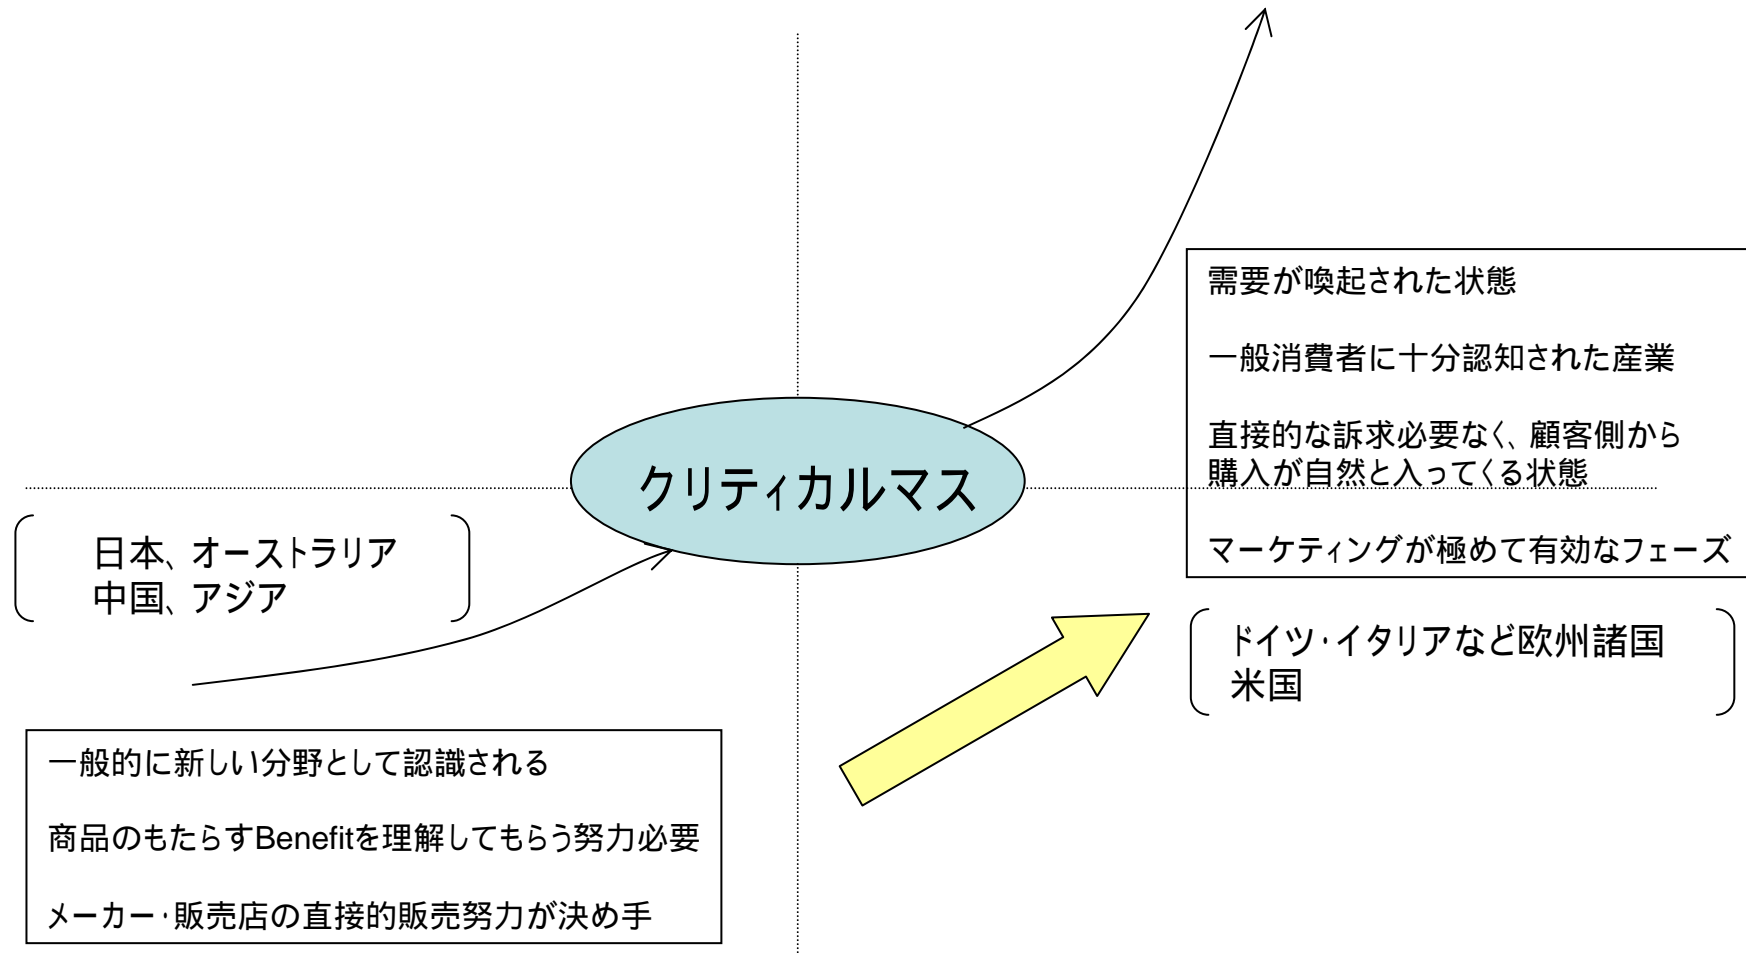 需要が喚起された状態
一般消費者に十分認知された産業
直接的な訴求必要なく、顧客側から
購入が自然と入ってくる状態
マーケティングが極めて有効なフェーズ
クリティカルマス
日本、オーストラリア
中国、アジア
ドイツ・イタリアなど欧州諸国
米国
一般的に新しい分野として認識される
商品のもたらすBenefitを理解してもらう努力必要
メーカー・販売店の直接的販売努力が決め手